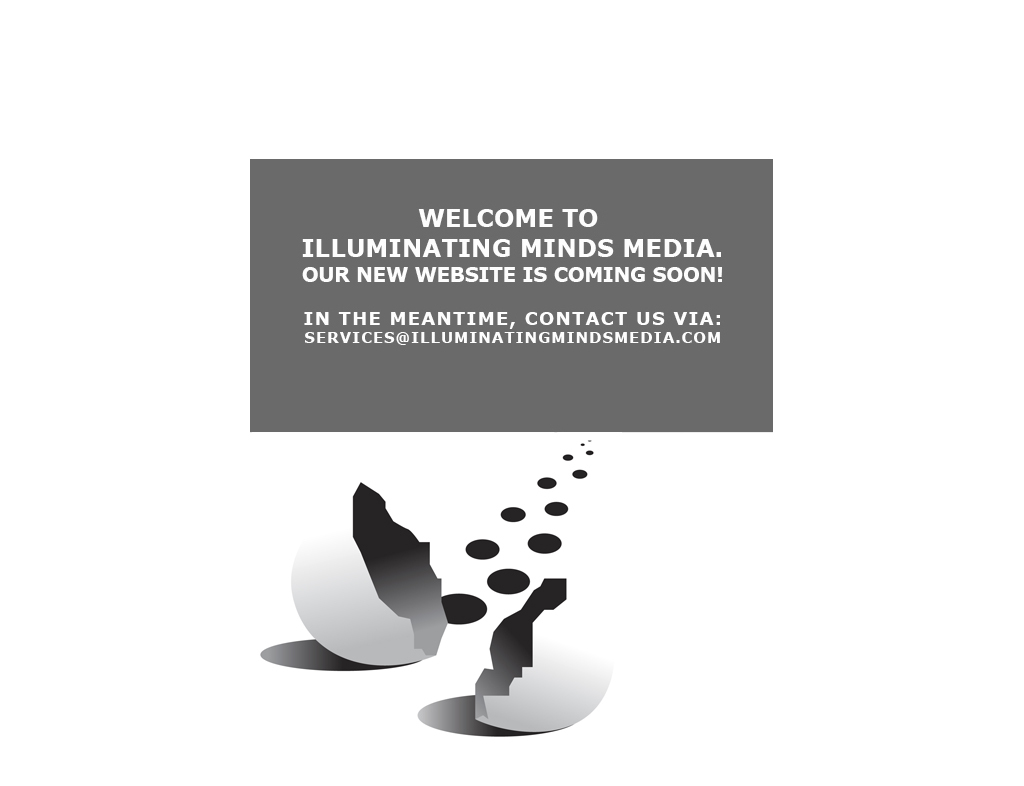 WELCOME TO
ILLUMINATING MINDS MEDIA.
OUR NEW WEBSITE IS COMING SOON!
IN THE MEANTIME, CONTACT US VIA:
SERVICES@ILLUMINATINGMINDSMEDIA.COM